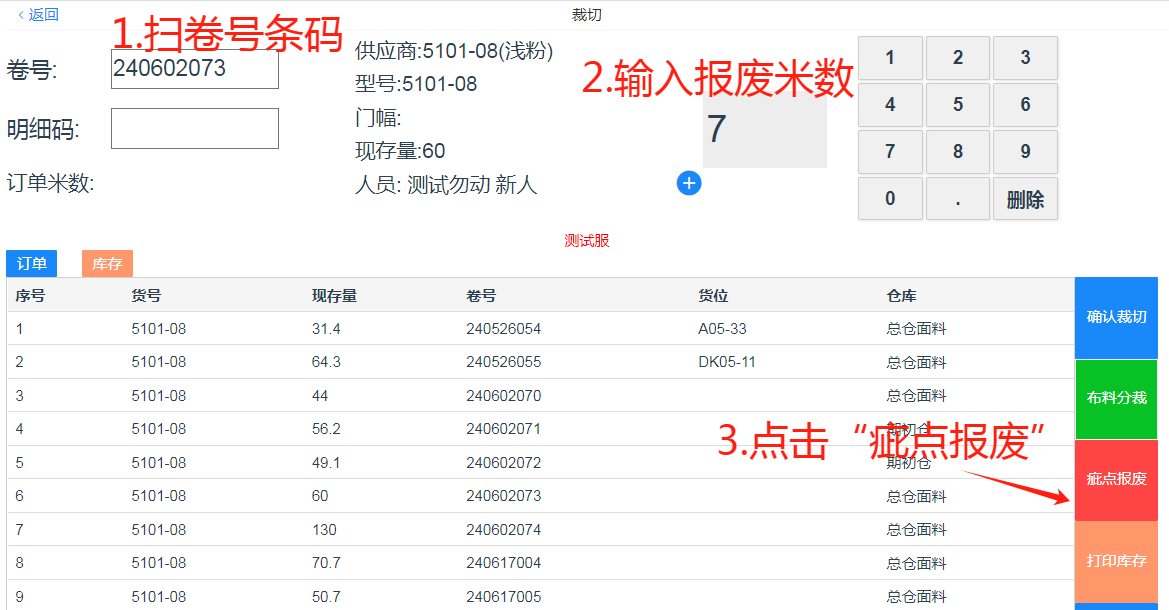 返回
裁切
1.扫卷号条码
卷号:
240602073
明细码:
订单米数:
供应商:5101-08(浅粉)
型号:5101-08
门幅:
现存量:60
人员: 测试勿动 新人
2.输入报废米数
7
1 2 3
4 5 6
7 8 9
0 . 删除
测试服
订单 库存
序号 货号 现存量 卷号 货位 仓库
1 5101-08 31.4 240526054 A05-33 总仓面料
2 5101-08 64.3 240526055 DK05-11 总仓面料
3 5101-08 44 240602070 总仓面料
4 5101-08 56.2 240602071 期初仓
5 5101-08 49.1 240602072 期初仓
6 5101-08 60 240602073 总仓面料
7 5101-08 130 240602074 总仓面料
8 5101-08 70.7 240617004 总仓面料
9 5101-08 50.7 240617005 总仓面料
3.点击“疵点报废”
确认裁切
布料分裁
疵点报废
打印库存